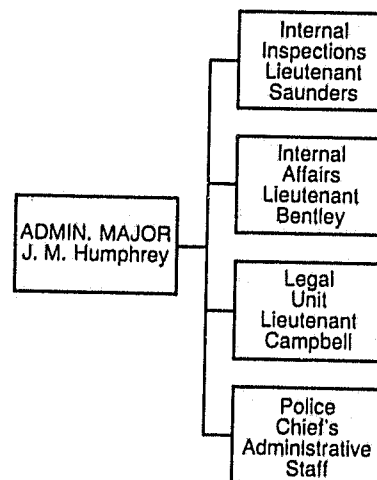 Internal
Inspections
Lieutenant
Saunders
Internal
Affairs
Lieutenant
Bentley
ADMIN. MAJOR
J. M. Humphrey
Legal
Unit
Lieutenant
Campbell
Police
Chief's
Administrative
Staff